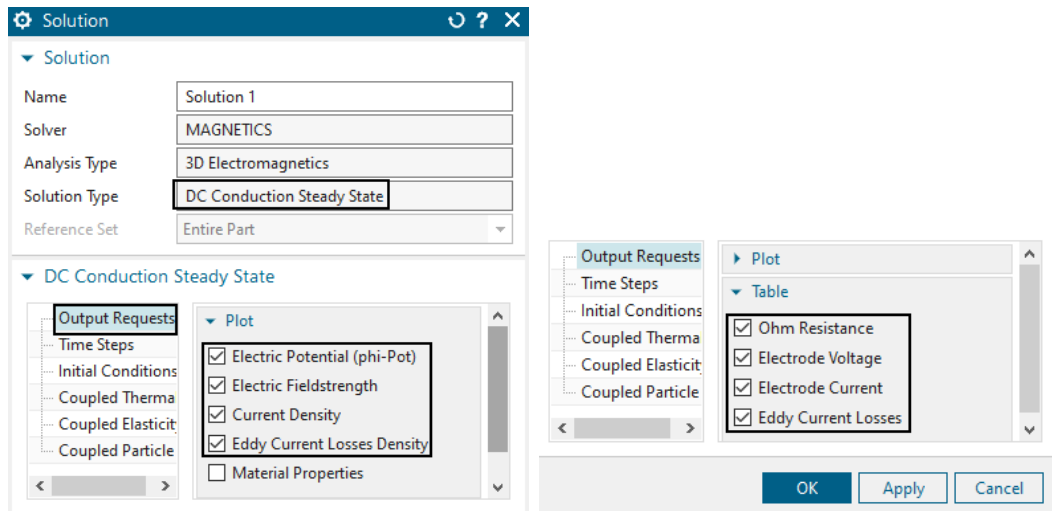 Solution
Solution
Name Solution 1
Solver MAGNETICS
Analysis Type 3D Electromagnetics
Solution Type DC Conduction Steady State
Reference Set Entire Part
DC Conduction Steady State
Output Requests
Time Steps
Initial Conditions
Coupled Therma
Coupled Elasticit
Coupled Particle
Plot
Electric Potential (phi-Pot)
Electric Fieldstrength
Current Density
Eddy Current Losses Density
Material Properties
Output Requests
Time Steps
Initial Conditions
Coupled Therma
Coupled Elasticit
Coupled Particle
Plot
Table
Ohm Resistance
Electrode Voltage
Electrode Current
Eddy Current Losses
OK Apply Cancel